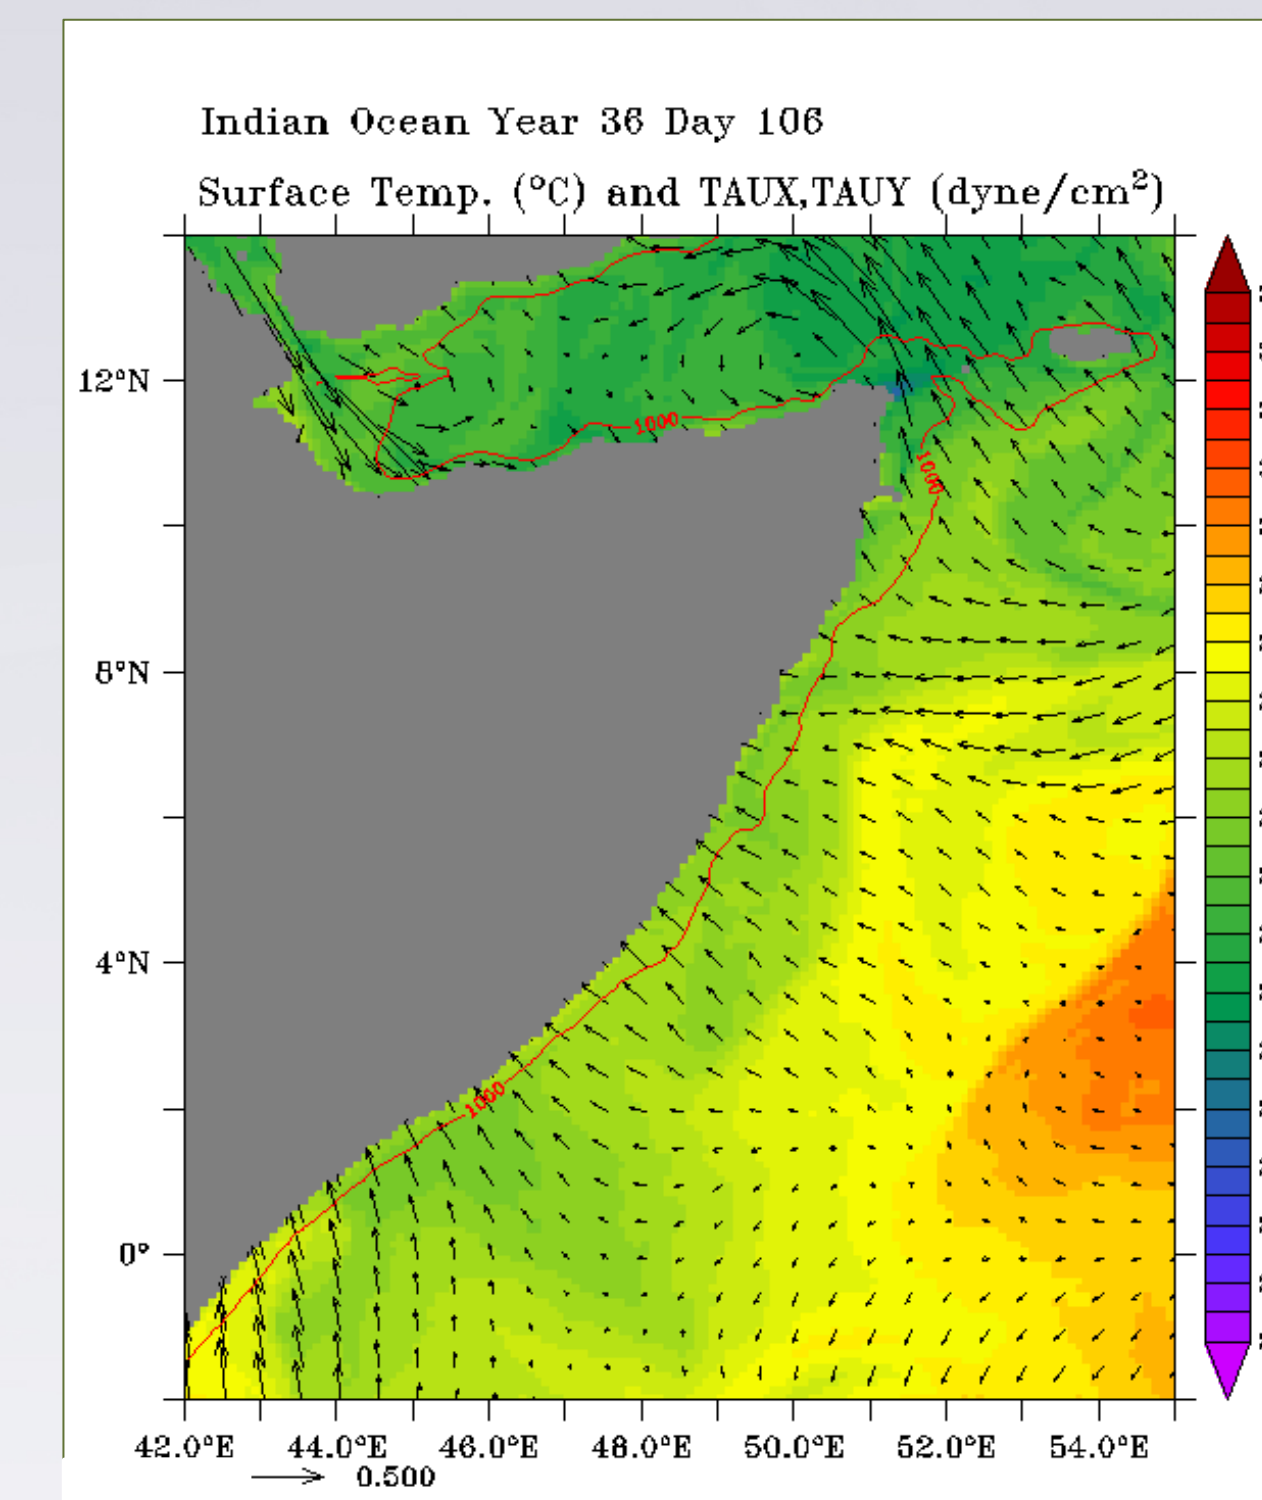 Indian Ocean Year 36 Day 106
Surface Temp. (°C) and TAUX,TAUY (dyne/cm²)
12°N
1000
1000
8°N
4°N
1000
0°
42.0°E 44.0°E 46.0°E 48.0°E 50.0°E 52.0°E 54.0°E
0.500